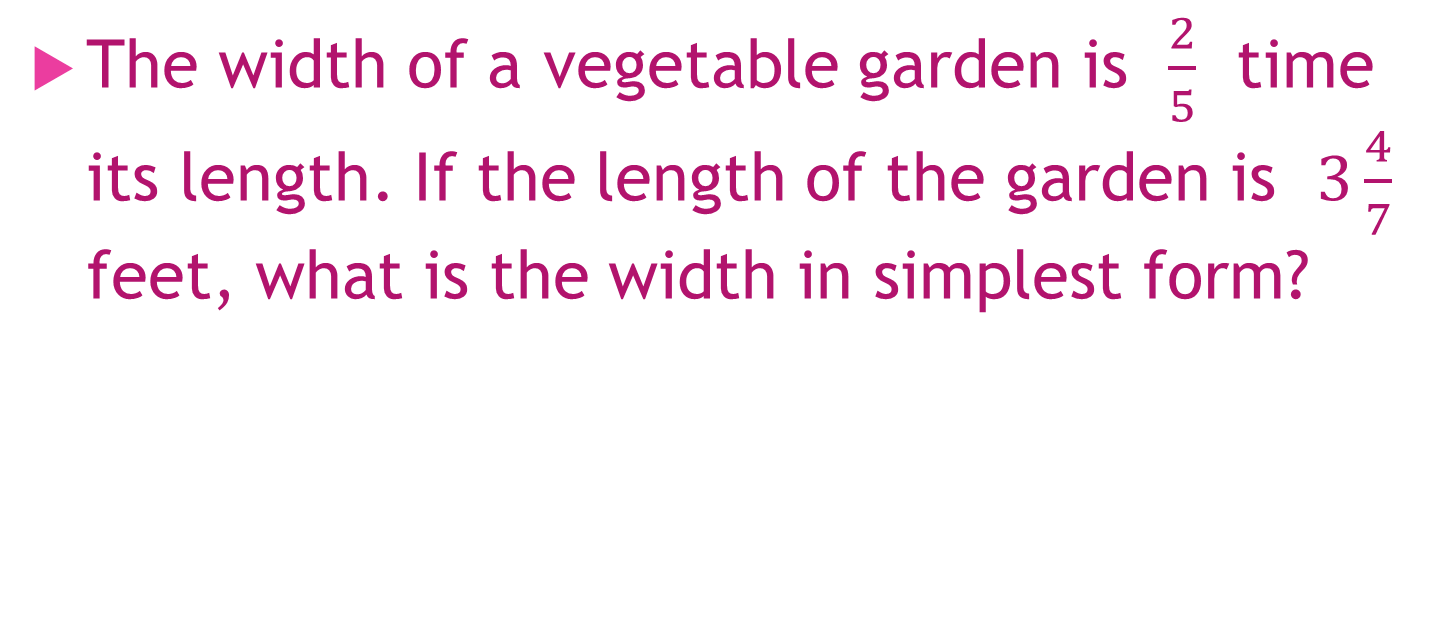 The width of a vegetable garden is 2/5 time
its length. If the length of the garden is 3 4/7
feet, what is the width in simplest form?